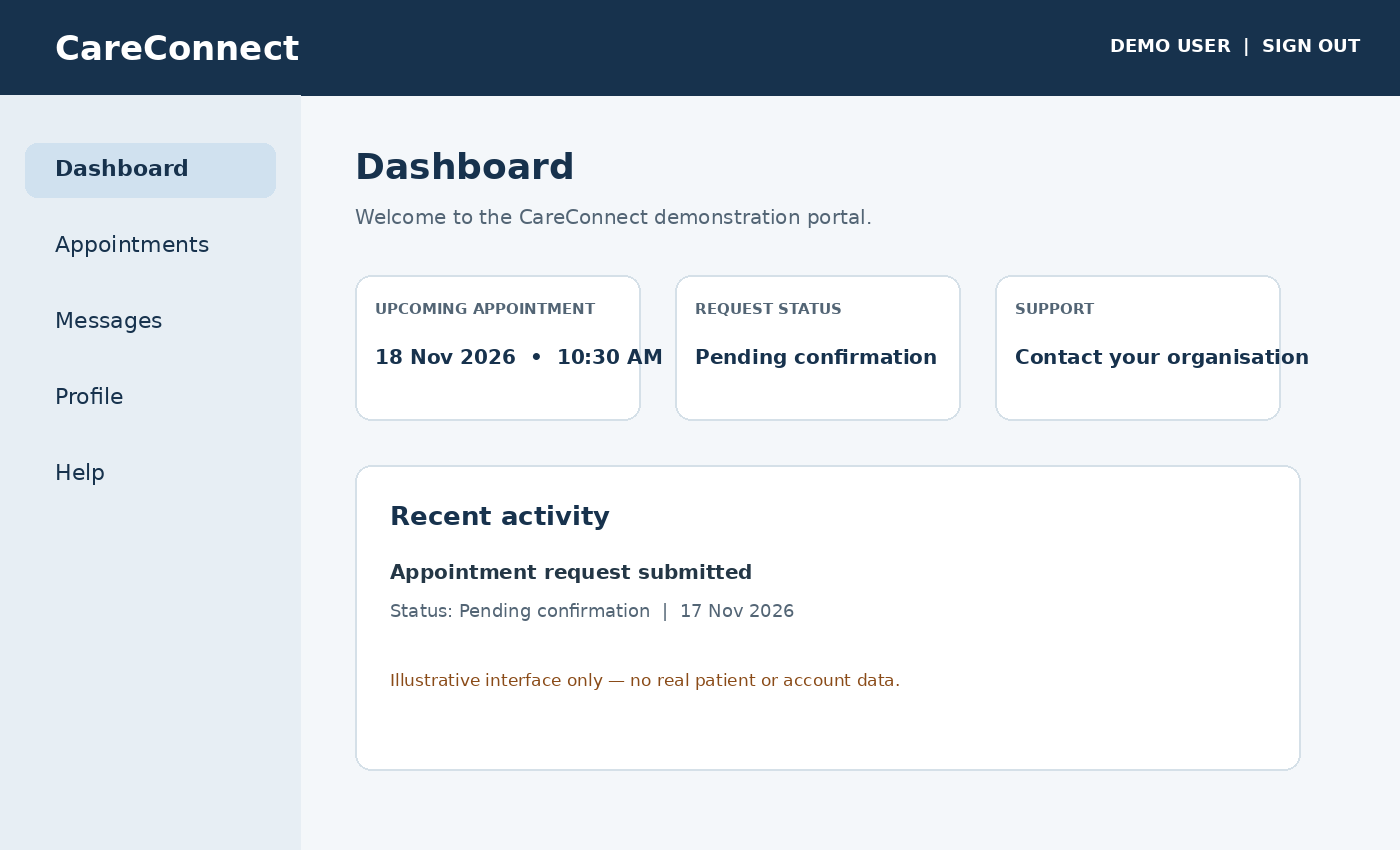 CareConnect
DEMO USER | SIGN OUT
Dashboard
Appointments
Messages
Profile
Help
Dashboard
Welcome to the CareConnect demonstration portal.
UPCOMING APPOINTMENT
18 Nov 2026 • 10:30 AM
REQUEST STATUS
Pending confirmation
SUPPORT
Contact your organisation
Recent activity
Appointment request submitted
Status: Pending confirmation | 17 Nov 2026
Illustrative interface only — no real patient or account data.